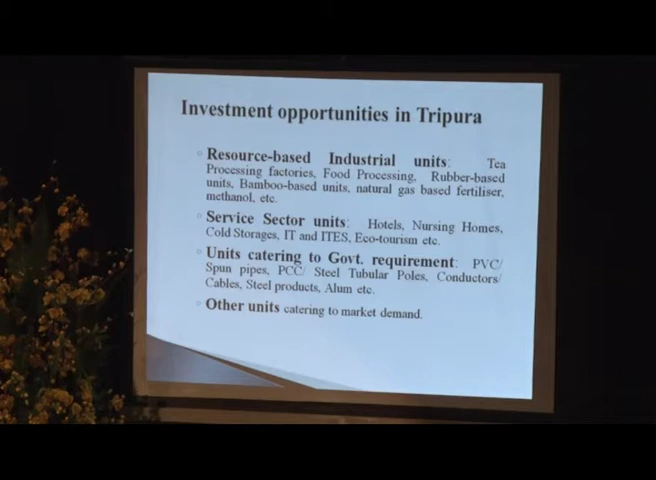 Investment opportunities in Tripura
Resource-based Industrial units: Tea
Processing factories, Food Processing, Rubber-based
units, Bamboo-based units, natural gas based fertiliser,
methanol, etc.
Service Sector units: Hotels, Nursing Homes,
Cold Storages, IT and ITES, Eco-tourism etc.
Units catering to Govt. requirement: PVC/
Spun pipes, PCC/ Steel Tubular Poles, Conductors/
Cables, Steel products, Alum etc.
Other units catering to market demand.